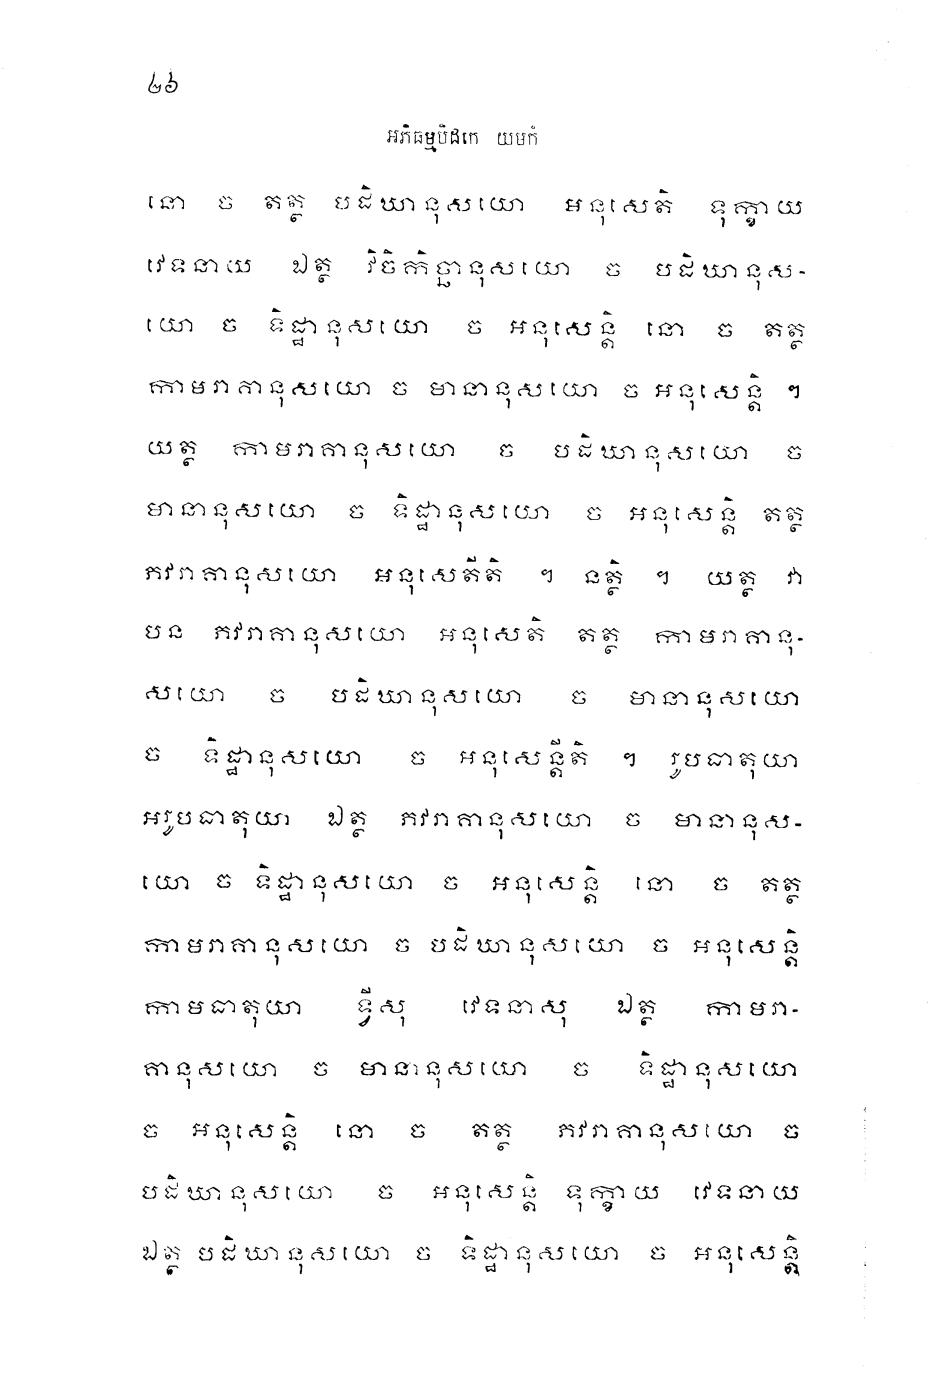 ៤៦
អភិធម្មបិដកេ យមកំ
នោ ច តត្ថ បដិឃានុសយោ អនុសេតិ ទុក្ខាយ
វេទនាយ ឯត្ថ វិចិកិច្ឆានុសយោ ច បដិឃានុស-
យោ ច ទិដ្ឋានុសយោ ច អនុសេន្តិ នោ ច តត្ថ
កាមរាគានុសយោ ច មានានុសយោ ច អនុសេន្តិ ។
យត្ថ កាមរាគានុសយោ ច បដិឃានុសយោ ច
មានានុសយោ ច ទិដ្ឋានុសយោ ច អនុសេន្តិ តត្ថ
ភវរាគានុសយោ អនុសេតីតិ ។ នត្ថិ ។ យត្ថ វា
បន ភវរាគានុសយោ អនុសេតិ តត្ថ កាមរាគានុ-
សយោ ច បដិឃានុសយោ ច មានានុសយោ
ច ទិដ្ឋានុសយោ ច អនុសេន្តីតិ ។ រូបធាតុយា
អរូបធាតុយា ឯត្ថ ភវរាគានុសយោ ច មានានុស-
យោ ច ទិដ្ឋានុសយោ ច អនុសេន្តិ នោ ច តត្ថ
កាមរាគានុសយោ ច បដិឃានុសយោ ច អនុសេន្តិ
កាមធាតុយា ទ្វីសុ វេទនាសុ ឯត្ថ កាមរា-
គានុសយោ ច មានានុសយោ ច ទិដ្ឋានុសយោ
ច អនុសេន្តិ នោ ច តត្ថ ភវរាគានុសយោ ច
បដិឃានុសយោ ច អនុសេន្តិ ទុក្ខាយ វេទនាយ
ឯត្ថ បដិឃានុសយោ ច ទិដ្ឋានុសយោ ច អនុសេន្តិ